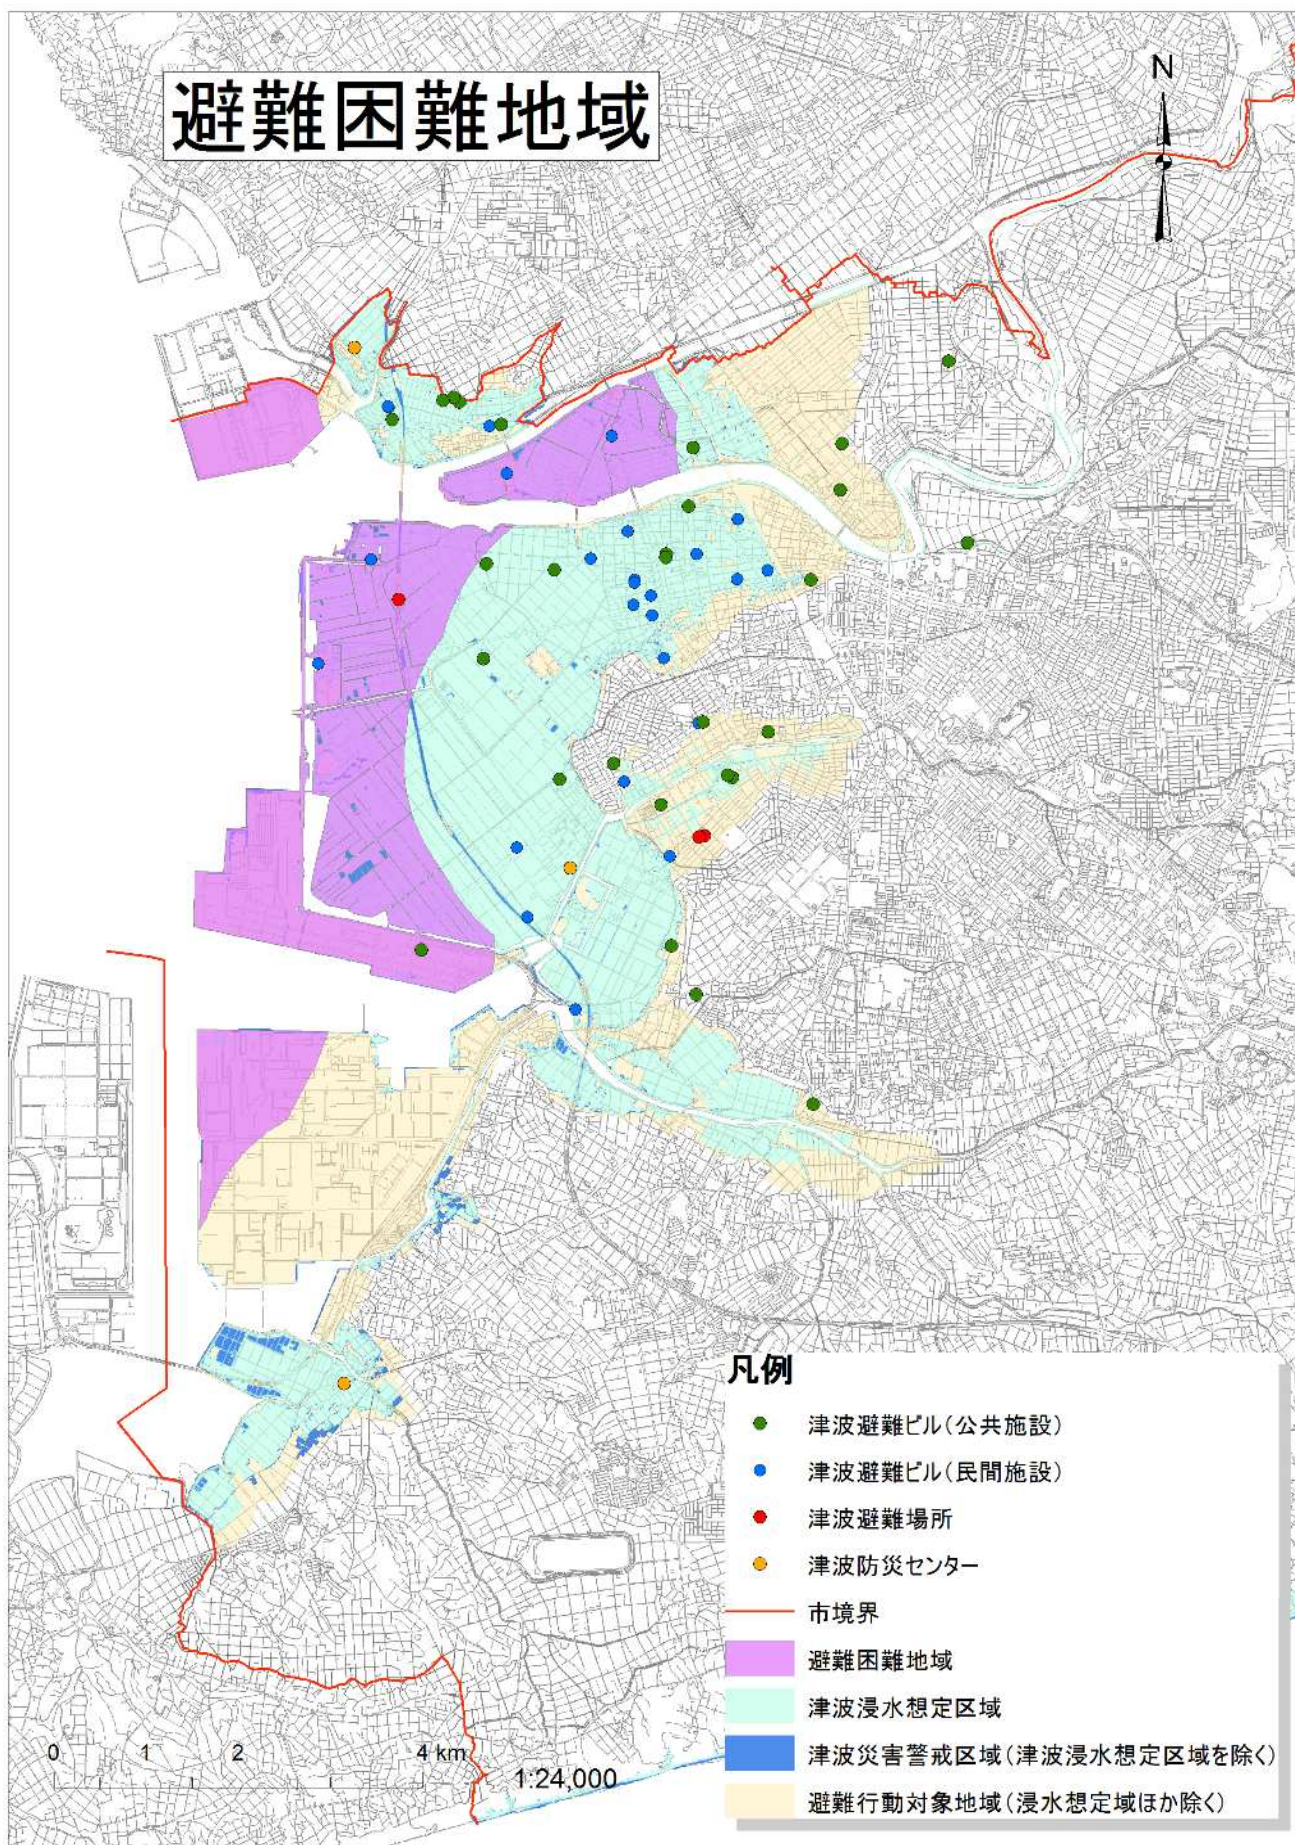 避難困難地域
N
凡例
津波避難ビル(公共施設)
津波避難ビル(民間施設)
津波避難場所
津波防災センター
市境界
避難困難地域
津波浸水想定区域
津波災害警戒区域(津波浸水想定区域を除く)
避難行動対象地域(浸水想定域ほか除く)
0 1 2 4 km
1:24,000